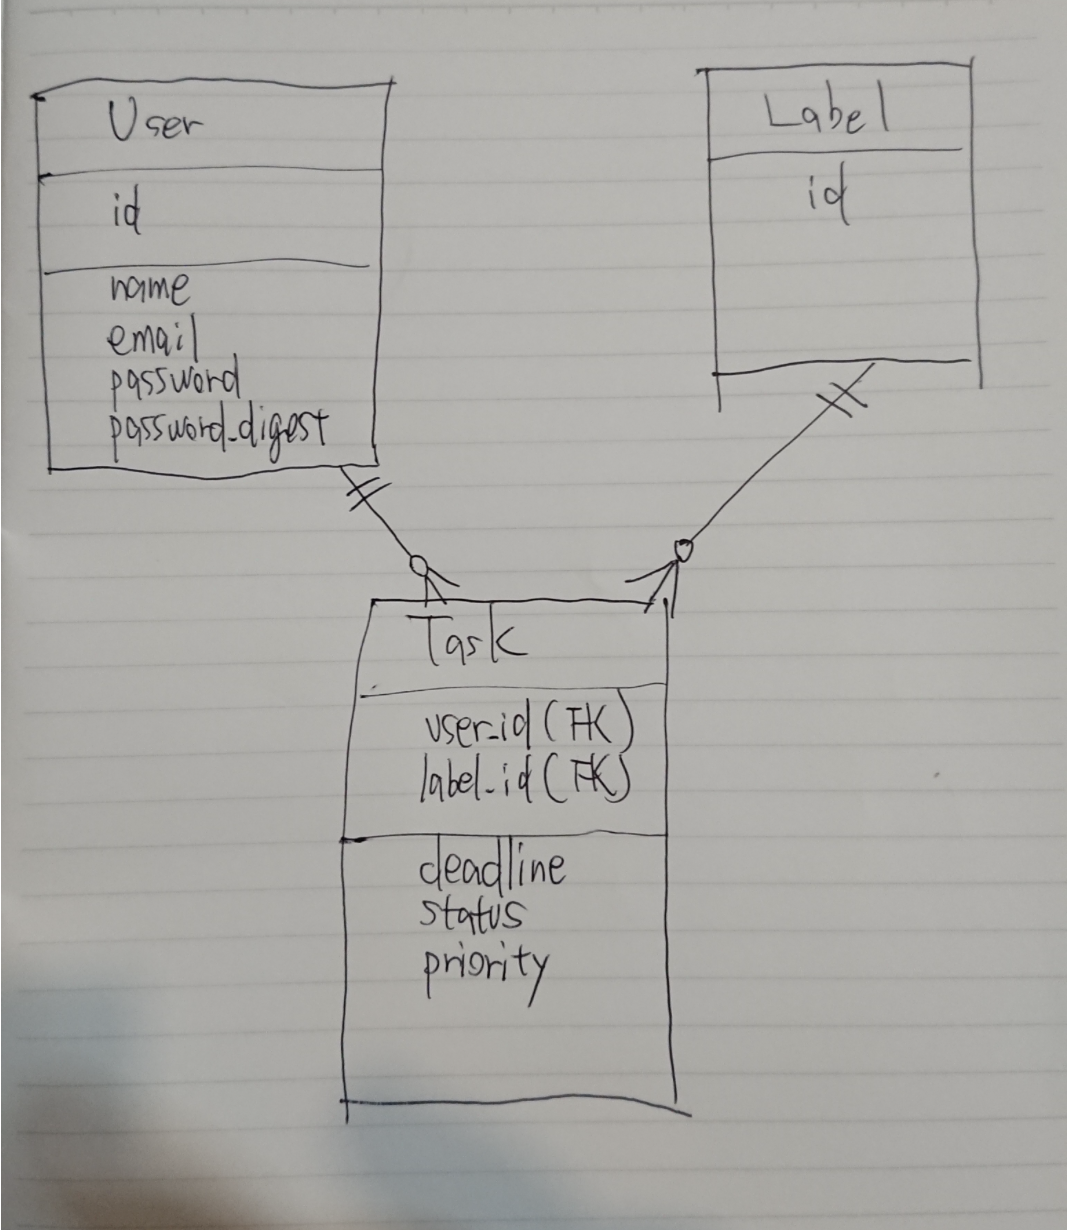 User
id
name
email
password
password_digest
Label
id
Task
user_id (FK)
label_id (FK)
deadline
status
priority